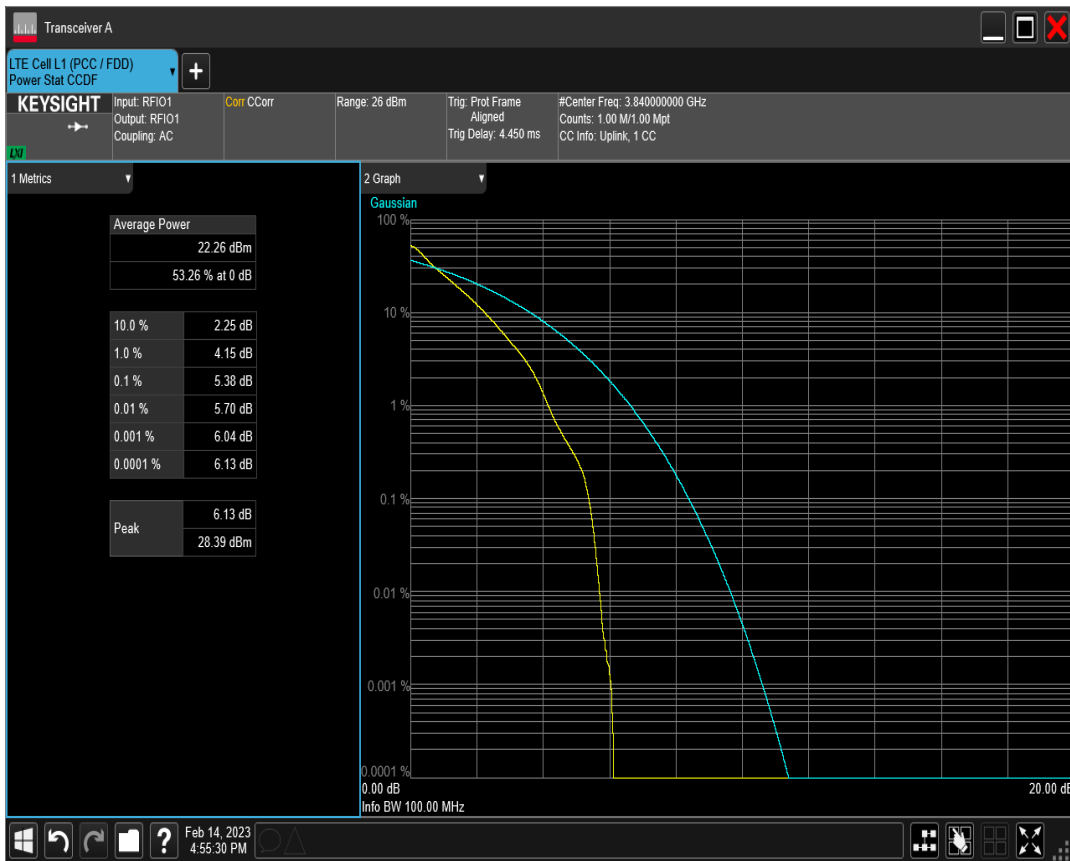 Transceiver A
LTE Cell L1 (PCC / FDD)
Power Stat CCDF
KEYSIGHT
LXI
Input: RFIO1
Output: RFIO1
Coupling: AC
Corr CCorr
Range: 26 dBm
Trig: Prot Frame
Aligned
Trig Delay: 4.450 ms
#Center Freq: 3.840000000 GHz
Counts: 1.00 M/1.00 Mpt
CC Info: Uplink, 1 CC
1 Metrics
Average Power
22.26 dBm
53.26 % at 0 dB
10.0 % 2.25 dB
1.0 % 4.15 dB
0.1 % 5.38 dB
0.01 % 5.70 dB
0.001 % 6.04 dB
0.0001 % 6.13 dB
Peak
6.13 dB
28.39 dBm
2 Graph
Gaussian
100 %
10 %
1 %
0.1 %
0.01 %
0.001 %
0.0001 %
0.00 dB 20.00 dB
Info BW 100.00 MHz
?
Feb 14, 2023
4:55:30 PM